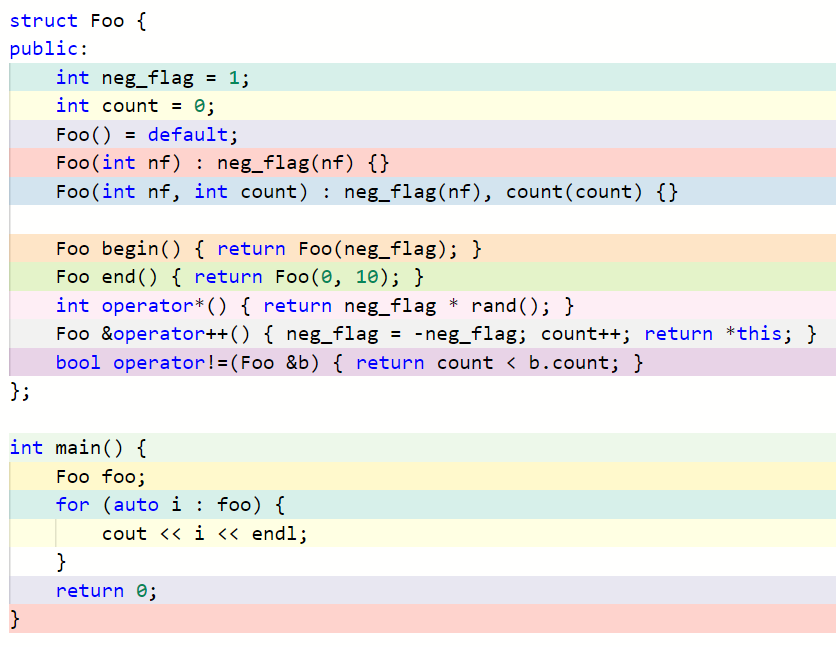 struct Foo {
public:
    int neg_flag = 1;
    int count = 0;
    Foo() = default;
    Foo(int nf) : neg_flag(nf) {}
    Foo(int nf, int count) : neg_flag(nf), count(count) {}

    Foo begin() { return Foo(neg_flag); }
    Foo end() { return Foo(0, 10); }
    int operator*() { return neg_flag * rand(); }
    Foo &operator++() { neg_flag = -neg_flag; count++; return *this; }
    bool operator!=(Foo &b) { return count < b.count; }
};

int main() {
    Foo foo;
    for (auto i : foo) {
        cout << i << endl;
    }
    return 0;
}